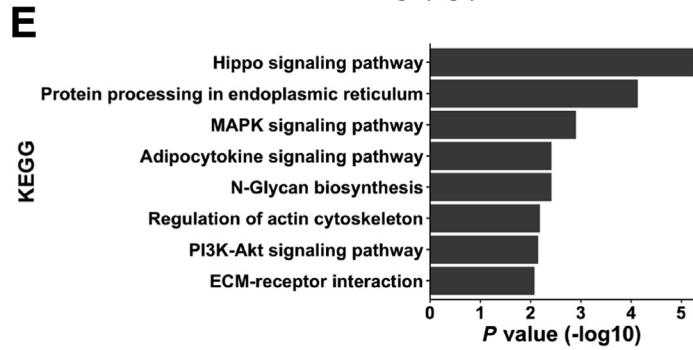 E
KEGG
Hippo signaling pathway
Protein processing in endoplasmic reticulum
MAPK signaling pathway
Adipocytokine signaling pathway
N-Glycan biosynthesis
Regulation of actin cytoskeleton
PI3K-Akt signaling pathway
ECM-receptor interaction
0 1 2 3 4 5
P value (-log10)